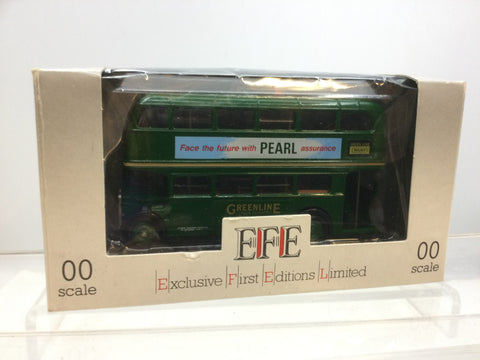 Face the future with PEARL assurance
GREENLINE
EFE
00
scale
Exclusive First Editions Limited
00
scale